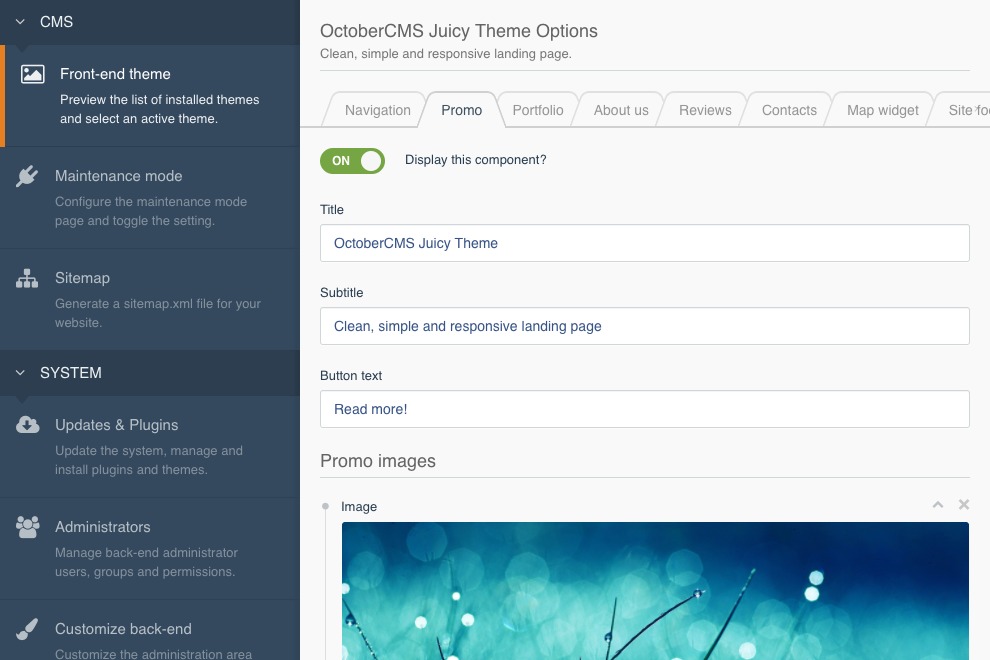 CMS
Front-end theme
Preview the list of installed themes
and select an active theme.
Maintenance mode
Configure the maintenance mode
page and toggle the setting.
Sitemap
Generate a sitemap.xml file for your
website.
SYSTEM
Updates & Plugins
Update the system, manage and
install plugins and themes.
Administrators
Manage back-end administrator
users, groups and permissions.
Customize back-end
Customize the administration area
OctoberCMS Juicy Theme Options
Clean, simple and responsive landing page.
Navigation Promo Portfolio About us Reviews Contacts Map widget Site
ON Display this component?
Title
OctoberCMS Juicy Theme
Subtitle
Clean, simple and responsive landing page
Button text
Read more!
Promo images
Image